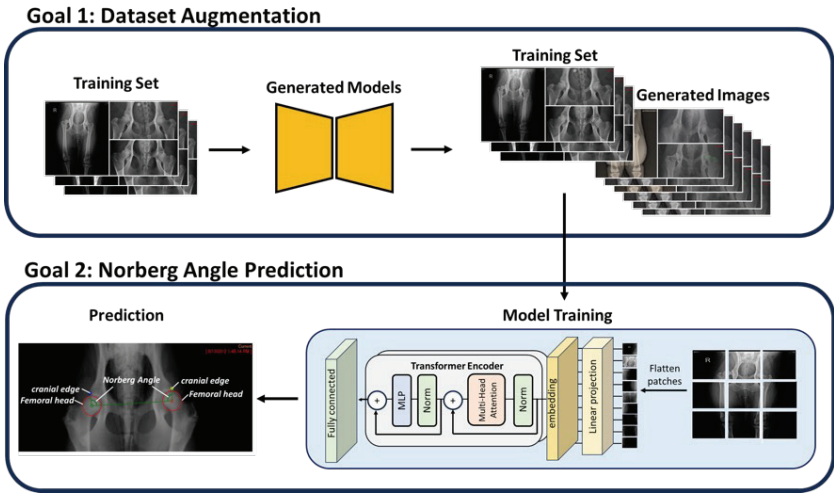 Goal 1: Dataset Augmentation
Training Set
Generated Models
Training Set
Generated Images
Goal 2: Norberg Angle Prediction
Prediction
cranial edge
Femoral head
Norberg Angle
cranial edge
Femoral head
Model Training
Fully connected
Transformer Encoder
MLP
Norm
Multi-Head
Attention
Norm
embedding
Linear projection
Flatten
patches
R